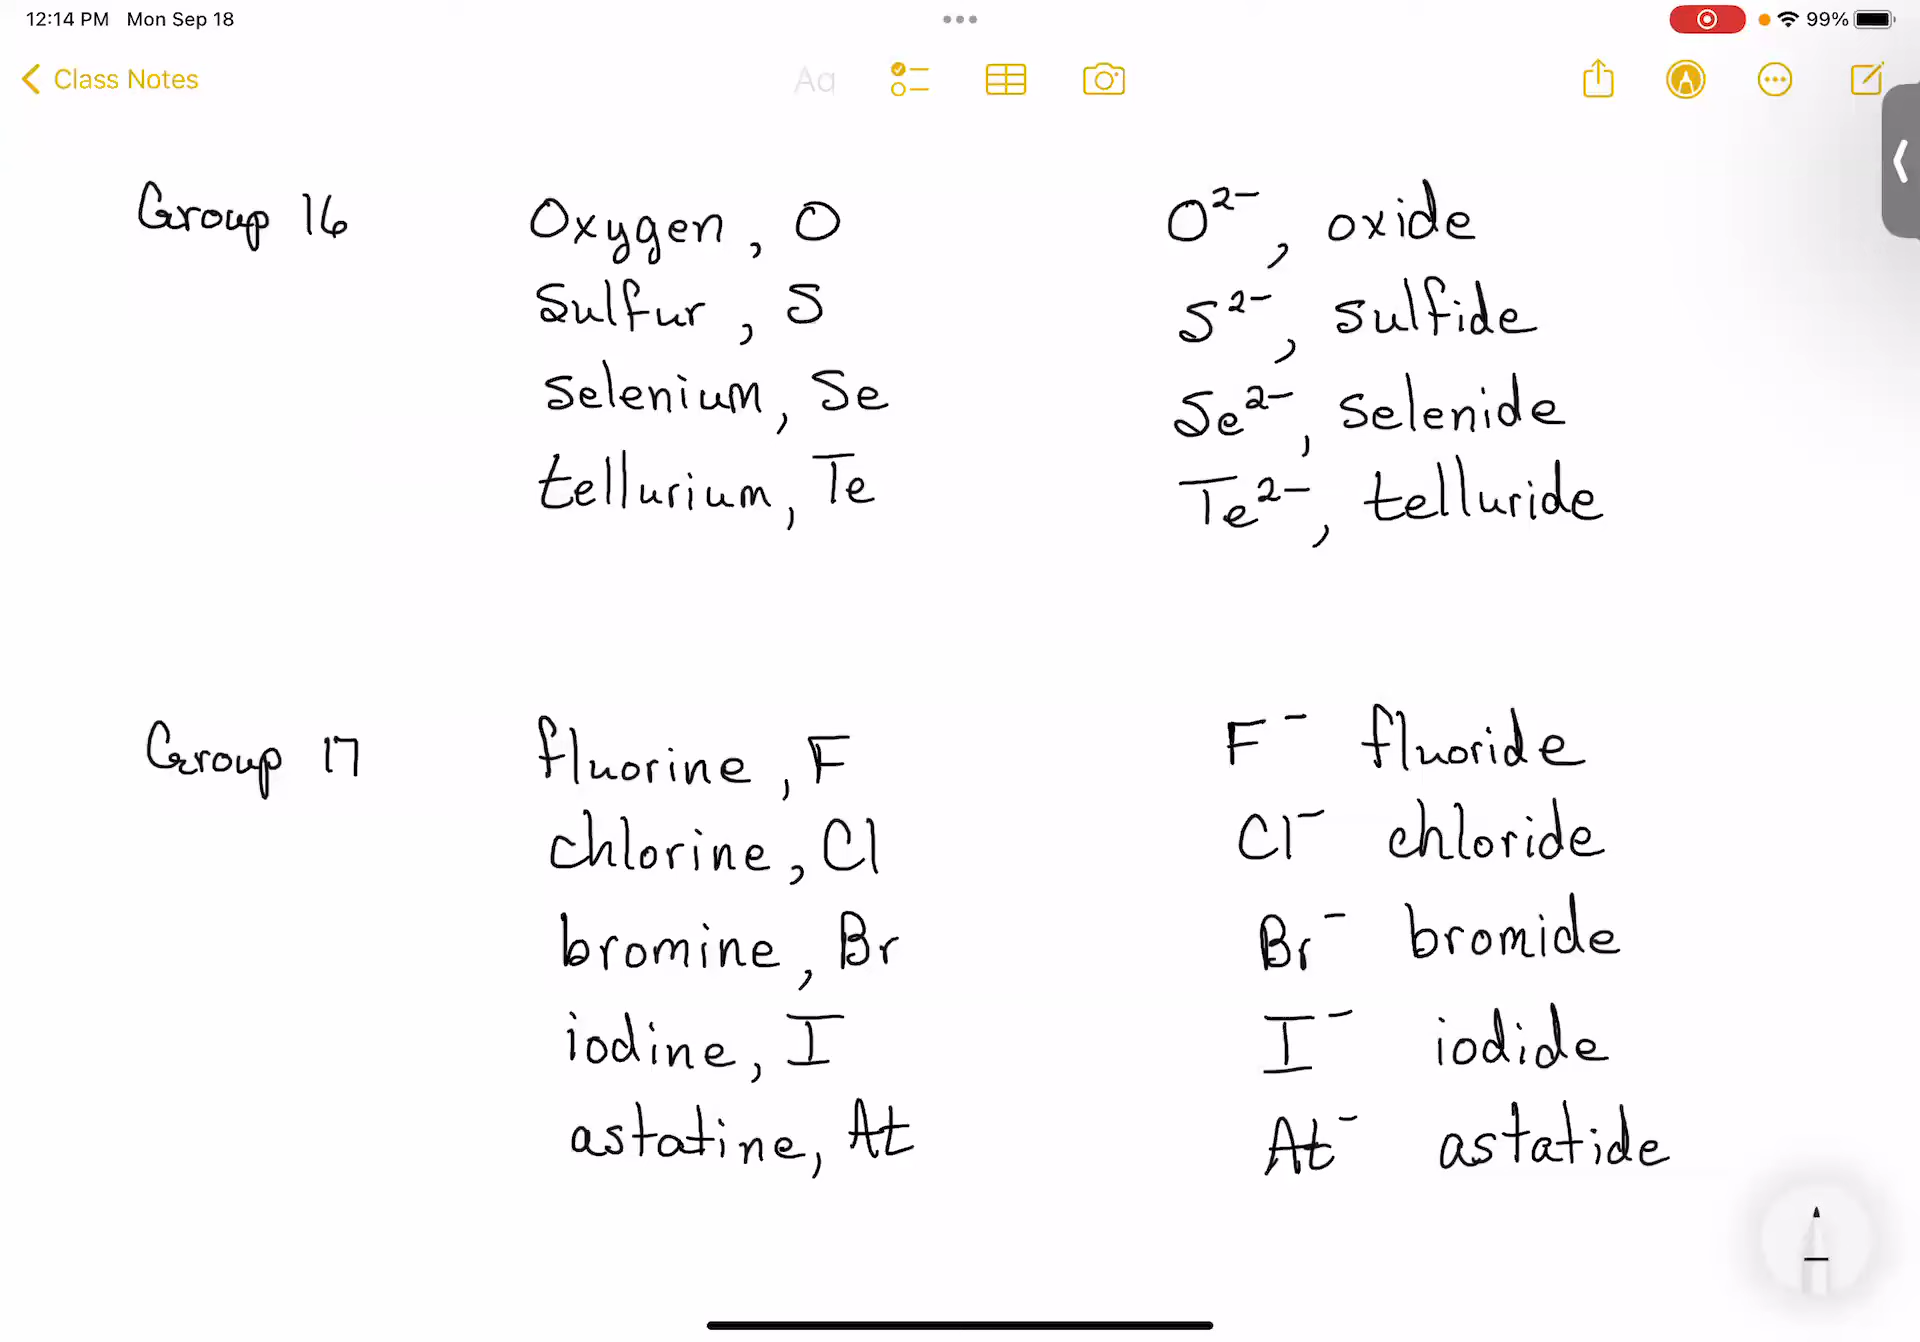 12:14 PM Mon Sep 18 99%
Class Notes Aa
Group 16 Oxygen, O O²⁻, oxide
Sulfur, S S²⁻, sulfide
selenium, Se Se²⁻, selenide
tellurium, Te Te²⁻, telluride
Group 17 fluorine, F F⁻ fluoride
chlorine, Cl Cl⁻ chloride
bromine, Br Br⁻ bromide
iodine, I I⁻ iodide
astatine, At At⁻ astatide